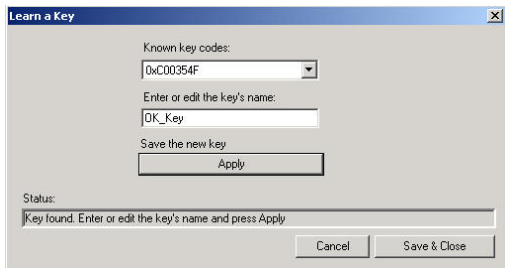 Learn a Key
Known key codes:
0xC00354F
Enter or edit the key's name:
OK_Key
Save the new key
Apply
Status:
Key found. Enter or edit the key's name and press Apply
Cancel
Save & Close